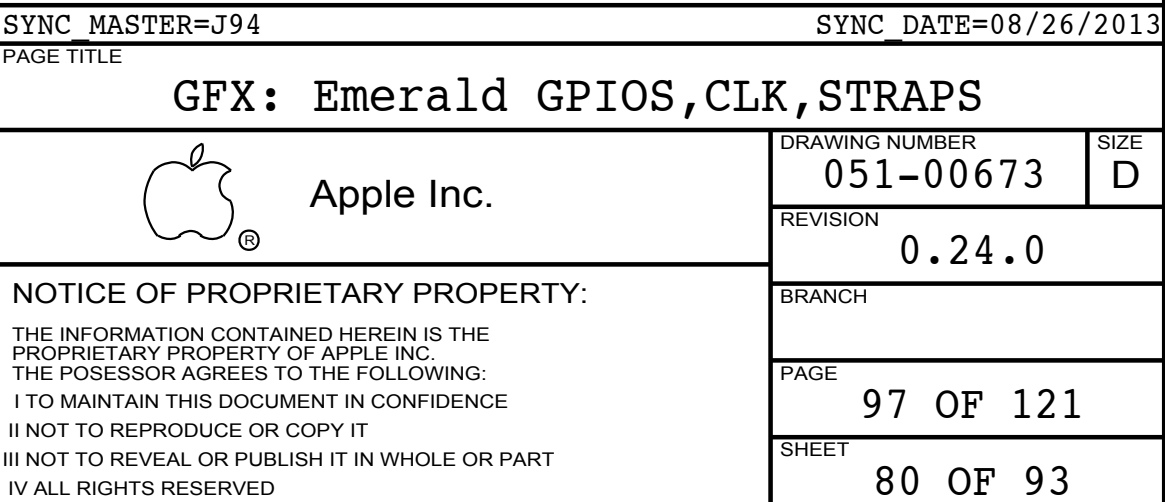 SYNC_MASTER=J94
SYNC_DATE=08/26/2013
PAGE TITLE
GFX: Emerald GPIOS,CLK,STRAPS
Apple Inc.
®
DRAWING NUMBER
051-00673
SIZE
D
REVISION
0.24.0
NOTICE OF PROPRIETARY PROPERTY:
THE INFORMATION CONTAINED HEREIN IS THE
PROPRIETARY PROPERTY OF APPLE INC.
THE POSESSOR AGREES TO THE FOLLOWING:
I TO MAINTAIN THIS DOCUMENT IN CONFIDENCE
II NOT TO REPRODUCE OR COPY IT
III NOT TO REVEAL OR PUBLISH IT IN WHOLE OR PART
IV ALL RIGHTS RESERVED
BRANCH
PAGE
97 OF 121
SHEET
80 OF 93